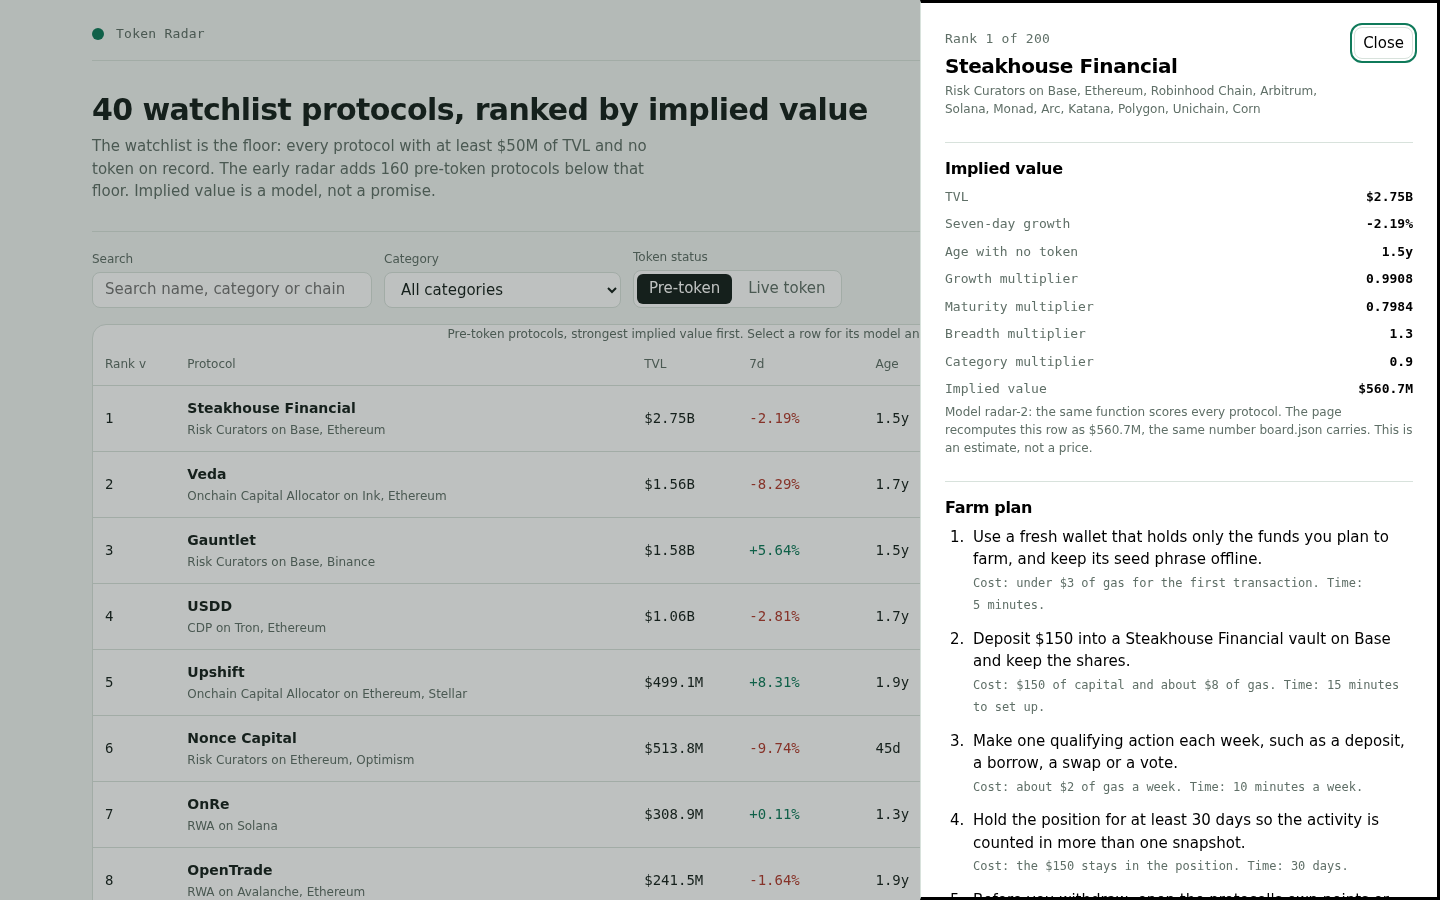 Token Radar
40 watchlist protocols, ranked by implied value
The watchlist is the floor: every protocol with at least $50M of TVL and no
token on record. The early radar adds 160 pre-token protocols below that
floor. Implied value is a model, not a promise.
Search
Category
Token status
Search name, category or chain
All categories
Pre-token
Live token
Pre-token protocols, strongest implied value first. Select a row for its model an
Rank v
Protocol
TVL
7d
Age
1
Steakhouse Financial
Risk Curators on Base, Ethereum
$2.75B
-2.19%
1.5y
2
Veda
Onchain Capital Allocator on Ink, Ethereum
$1.56B
-8.29%
1.7y
3
Gauntlet
Risk Curators on Base, Binance
$1.58B
+5.64%
1.5y
4
USDD
CDP on Tron, Ethereum
$1.06B
-2.81%
1.7y
5
Upshift
Onchain Capital Allocator on Ethereum, Stellar
$499.1M
+8.31%
1.9y
6
Nonce Capital
Risk Curators on Ethereum, Optimism
$513.8M
-9.74%
45d
7
OnRe
RWA on Solana
$308.9M
+0.11%
1.3y
8
OpenTrade
RWA on Avalanche, Ethereum
$241.5M
-1.64%
1.9y
Rank 1 of 200
Close
Steakhouse Financial
Risk Curators on Base, Ethereum, Robinhood Chain, Arbitrum,
Solana, Monad, Arc, Katana, Polygon, Unichain, Corn
Implied value
TVL $2.75B
Seven-day growth -2.19%
Age with no token 1.5y
Growth multiplier 0.9908
Maturity multiplier 0.7984
Breadth multiplier 1.3
Category multiplier 0.9
Implied value $560.7M
Model radar-2: the same function scores every protocol. The page
recomputes this row as $560.7M, the same number board.json carries. This is
an estimate, not a price.
Farm plan
1. Use a fresh wallet that holds only the funds you plan to
farm, and keep its seed phrase offline.
Cost: under $3 of gas for the first transaction. Time:
5 minutes.
2. Deposit $150 into a Steakhouse Financial vault on Base
and keep the shares.
Cost: $150 of capital and about $8 of gas. Time: 15 minutes
to set up.
3. Make one qualifying action each week, such as a deposit,
a borrow, a swap or a vote.
Cost: about $2 of gas a week. Time: 10 minutes a week.
4. Hold the position for at least 30 days so the activity is
counted in more than one snapshot.
Cost: the $150 stays in the position. Time: 30 days.
5. Before you withdraw, open the protocol's own points or